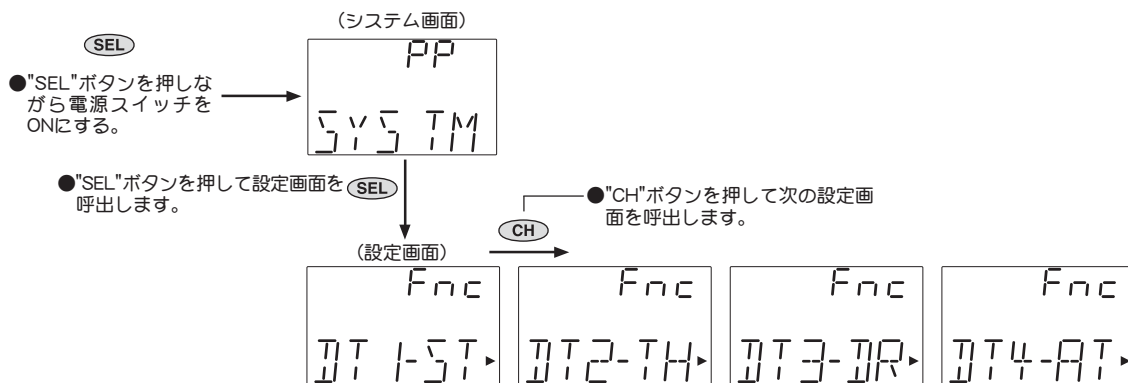 (システム画面)
SEL
PP
●"SEL"ボタンを押しな
がら電源スイッチを
ONにする。
SYSTM
●"SEL"ボタンを押して設定画面を
呼出します。
SEL
●"CH"ボタンを押して次の設定画
面を呼出します。
CH
(設定画面)
Fnc
DT1-ST▸
Fnc
DT2-TH▸
Fnc
DT3-DR▸
Fnc
DT4-AT▸